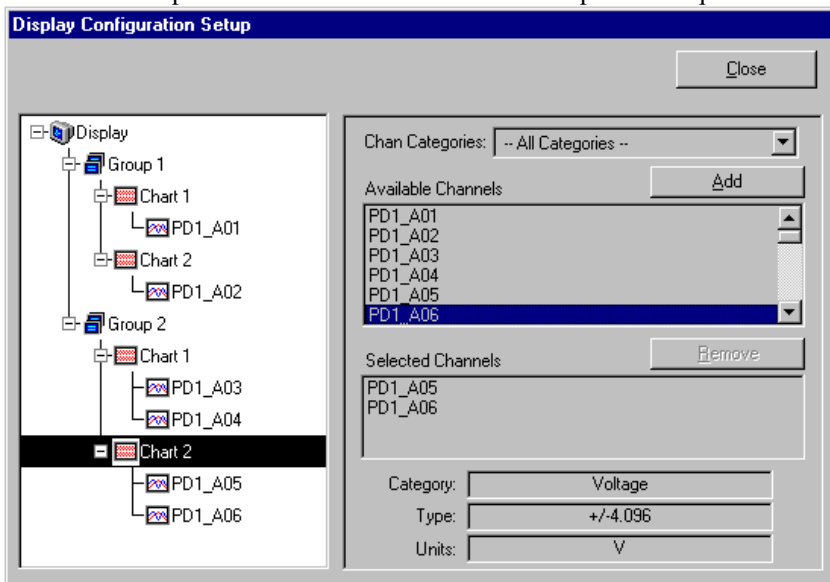 Display Configuration Setup
Close
Display
Group 1
Chart 1
PD1_A01
Chart 2
PD1_A02
Group 2
Chart 1
PD1_A03
PD1_A04
Chart 2
PD1_A05
PD1_A06
Chan Categories: -- All Categories --
Available Channels
Add
PD1_A01
PD1_A02
PD1_A03
PD1_A04
PD1_A05
PD1_A06
Selected Channels
Remove
PD1_A05
PD1_A06
Category: Voltage
Type: +/-4.096
Units: V